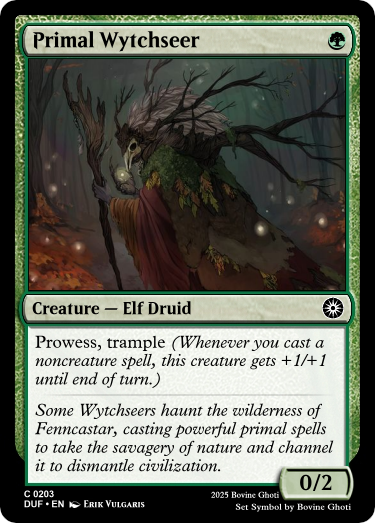 Primal Wytchseer
Creature — Elf Druid
Prowess, trample (Whenever you cast a
noncreature spell, this creature gets +1/+1
until end of turn.)
Some Wytchseers haunt the wilderness of
Fenncastar, casting powerful primal spells
to take the savagery of nature and channel
it to dismantle civilization.
0/2
C 0203
DUF • EN Erik Vulgaris
2025 Bovine Ghoti
Set Symbol by Bovine Ghoti